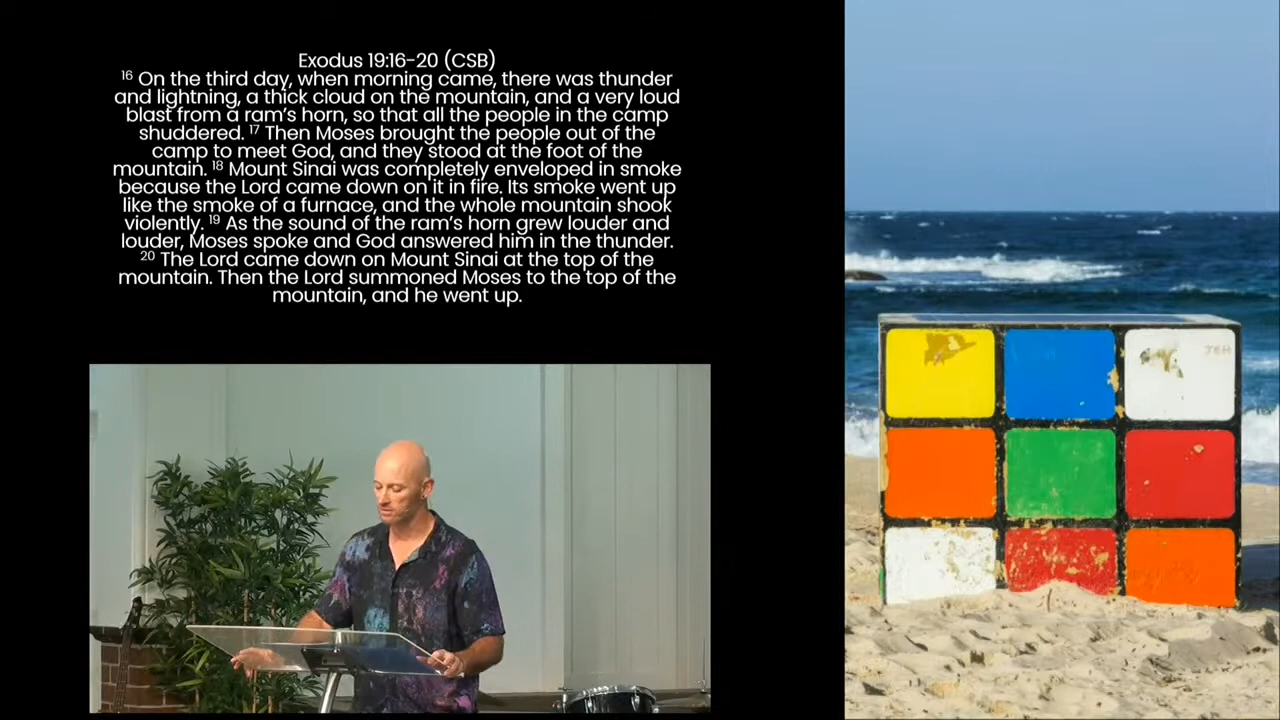 Exodus 19:16-20 (CSB)
16 On the third day, when morning came, there was thunder
and lightning, a thick cloud on the mountain, and a very loud
blast from a ram's horn, so that all the people in the camp
shuddered. 17 Then Moses brought the people out of the
camp to meet God, and they stood at the foot of the
mountain. 18 Mount Sinai was completely enveloped in smoke
because the Lord came down on it in fire. Its smoke went up
like the smoke of a furnace, and the whole mountain shook
violently. 19 As the sound of the ram's horn grew louder and
louder, Moses spoke and God answered him in the thunder.
20 The Lord came down on Mount Sinai at the top of the
mountain. Then the Lord summoned Moses to the top of the
mountain, and he went up.